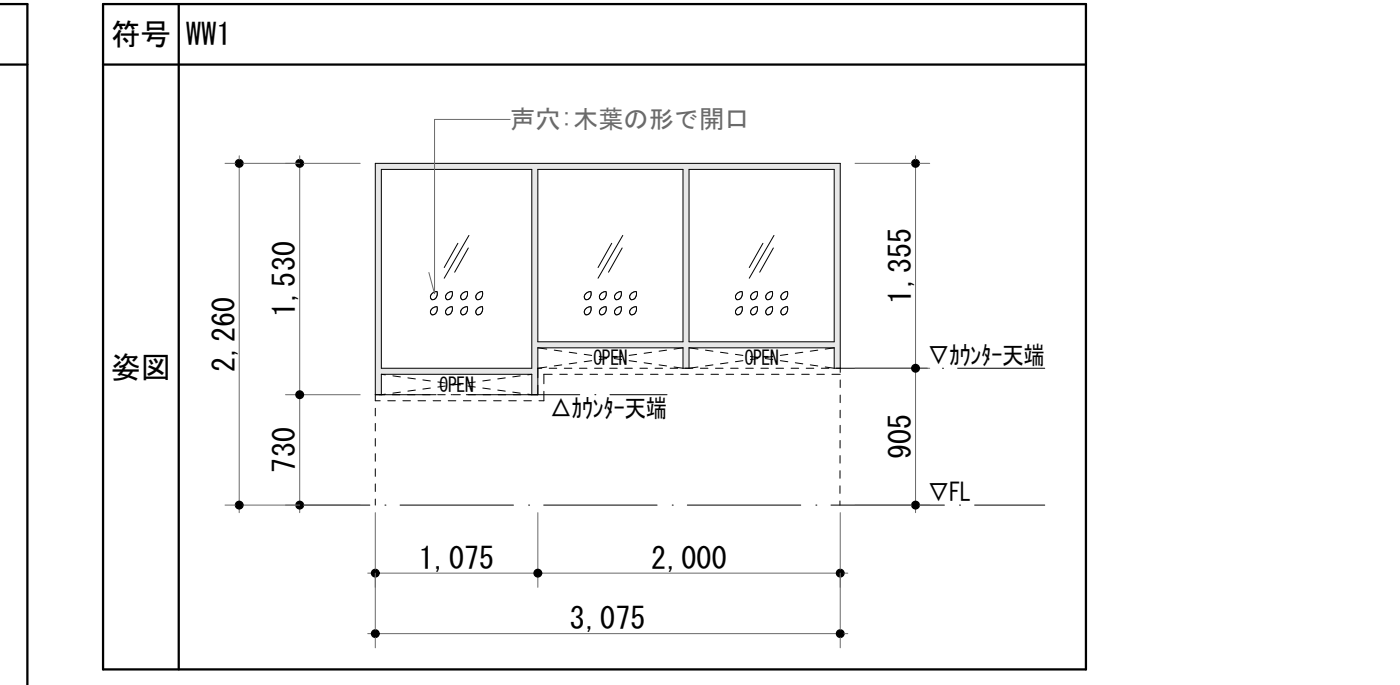 符号 WW1
姿図
声穴:木葉の形で開口
2,260
1,530
730
OPEN
OPEN
OPEN
△ｶｳﾝﾀｰ天端
1,355
▽ｶｳﾝﾀｰ天端
905
▽FL
1,075
2,000
3,075